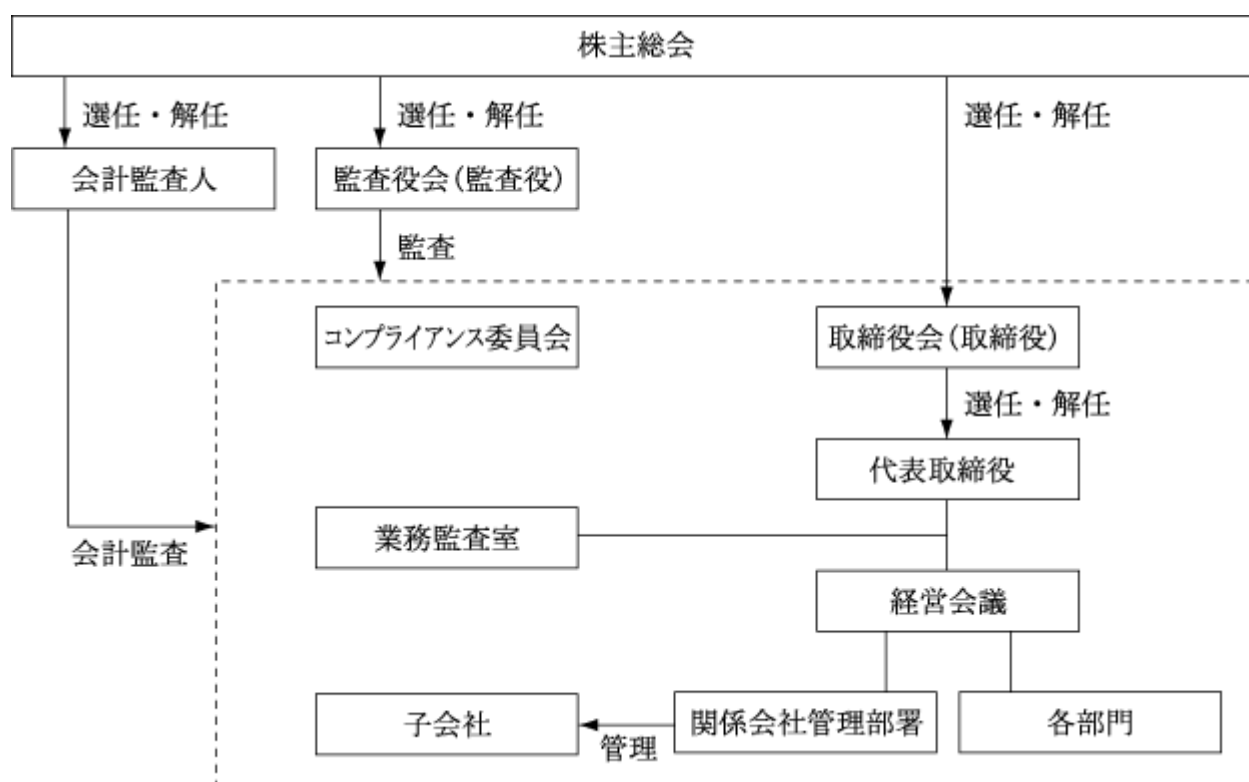 株主総会
選任・解任
選任・解任
選任・解任
会計監査人
監査役会(監査役)
監査
コンプライアンス委員会
取締役会(取締役)
選任・解任
代表取締役
業務監査室
会計監査
経営会議
子会社
管理
関係会社管理部署
各部門